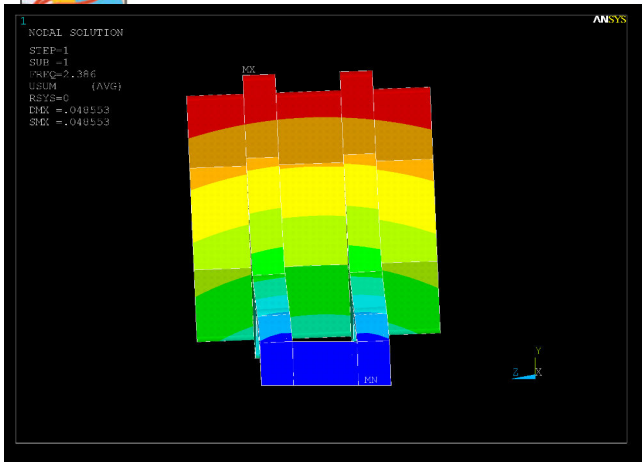 1
ANSYS
NODAL SOLUTION
STEP=1
SUB =1
FREQ=2.386
USUM (AVG)
RSYS=0
DMX =.048553
SMX =.048553
MX
Y
Z X
MN